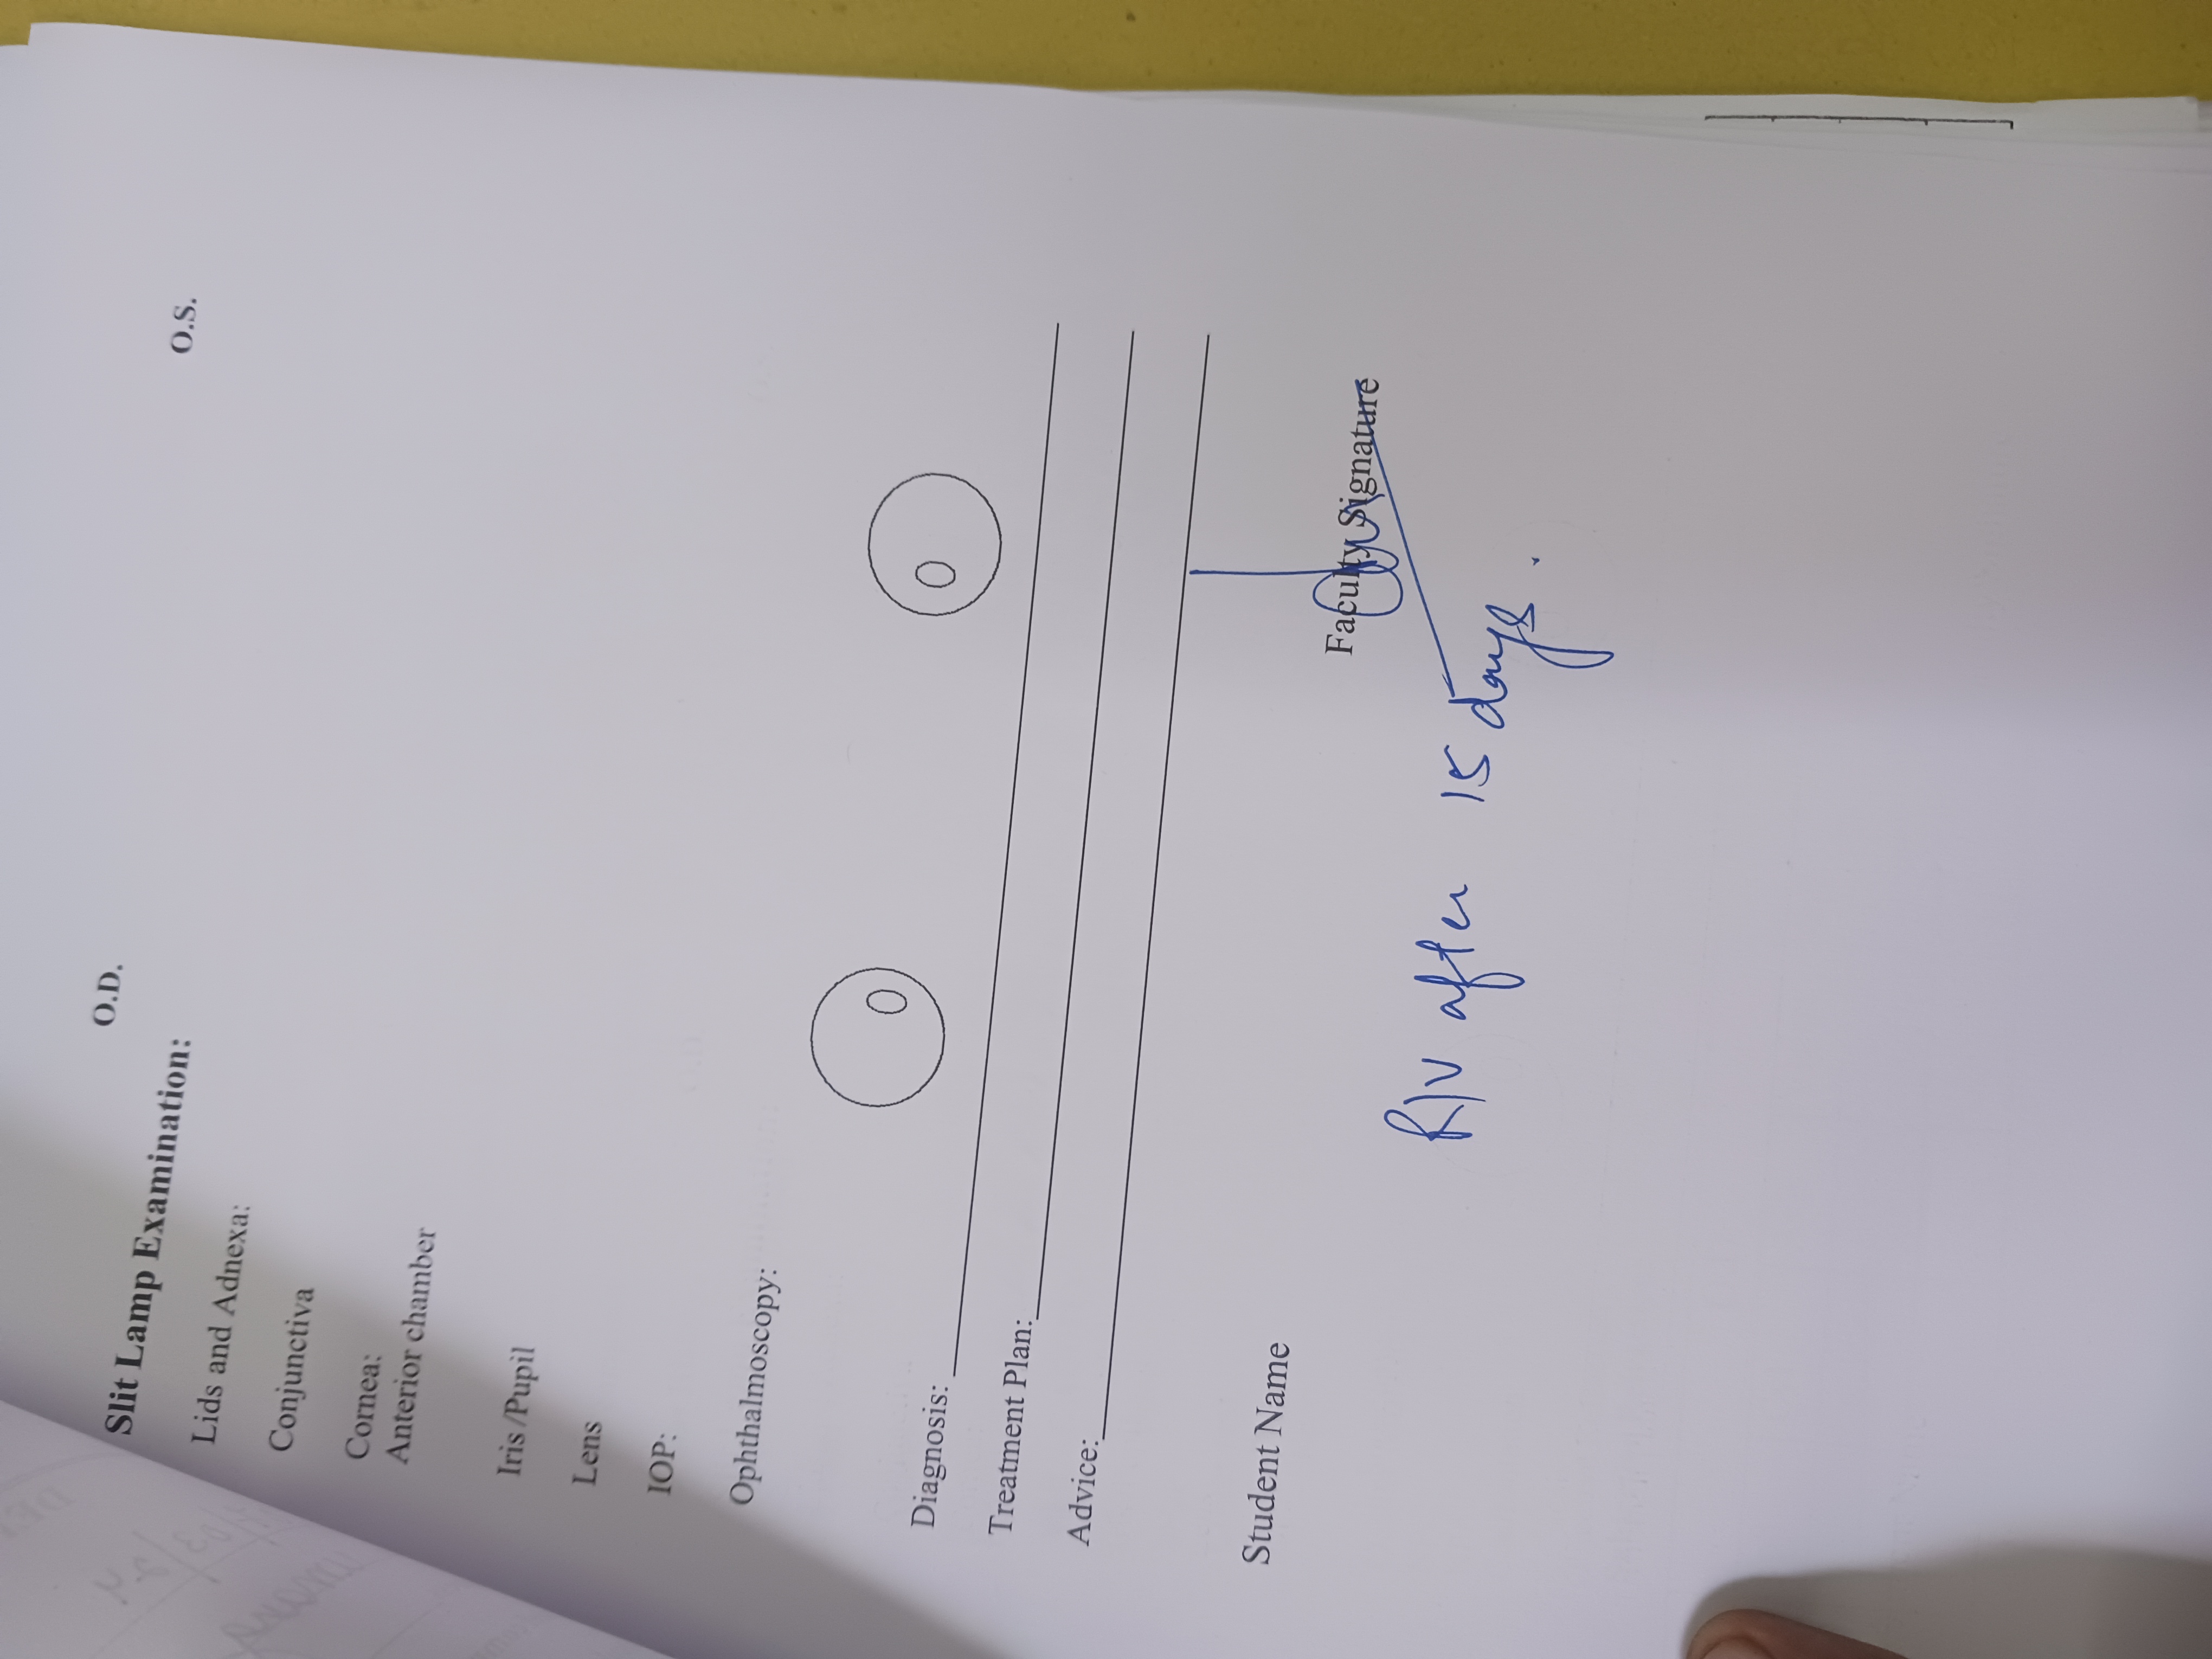 O.D.
O.S.
Slit Lamp Examination:
Lids and Adnexa:
Conjunctiva
Cornea:
Anterior chamber
Iris /Pupil
Lens
IOP:
Ophthalmoscopy:
Diagnosis:
Treatment Plan:
Advice:
Student Name
Faculty Signature
R/V after 15 days.